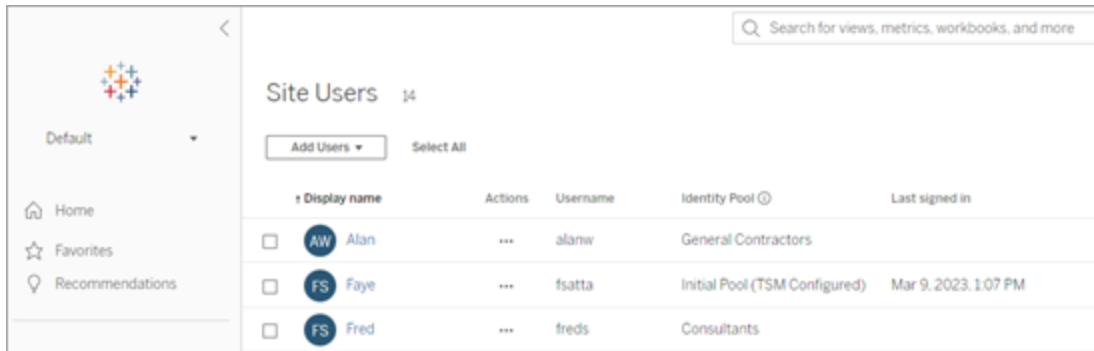 Search for views, metrics, workbooks, and more
Site Users 14
Default
Add Users Select All
Display name Actions Username Identity Pool Last signed in
Home
AW Alan ... alanw General Contractors
Favorites
Recommendations
FS Faye ... fsatta Initial Pool (TSM Configured) Mar 9, 2023, 1:07 PM
FS Fred ... freds Consultants